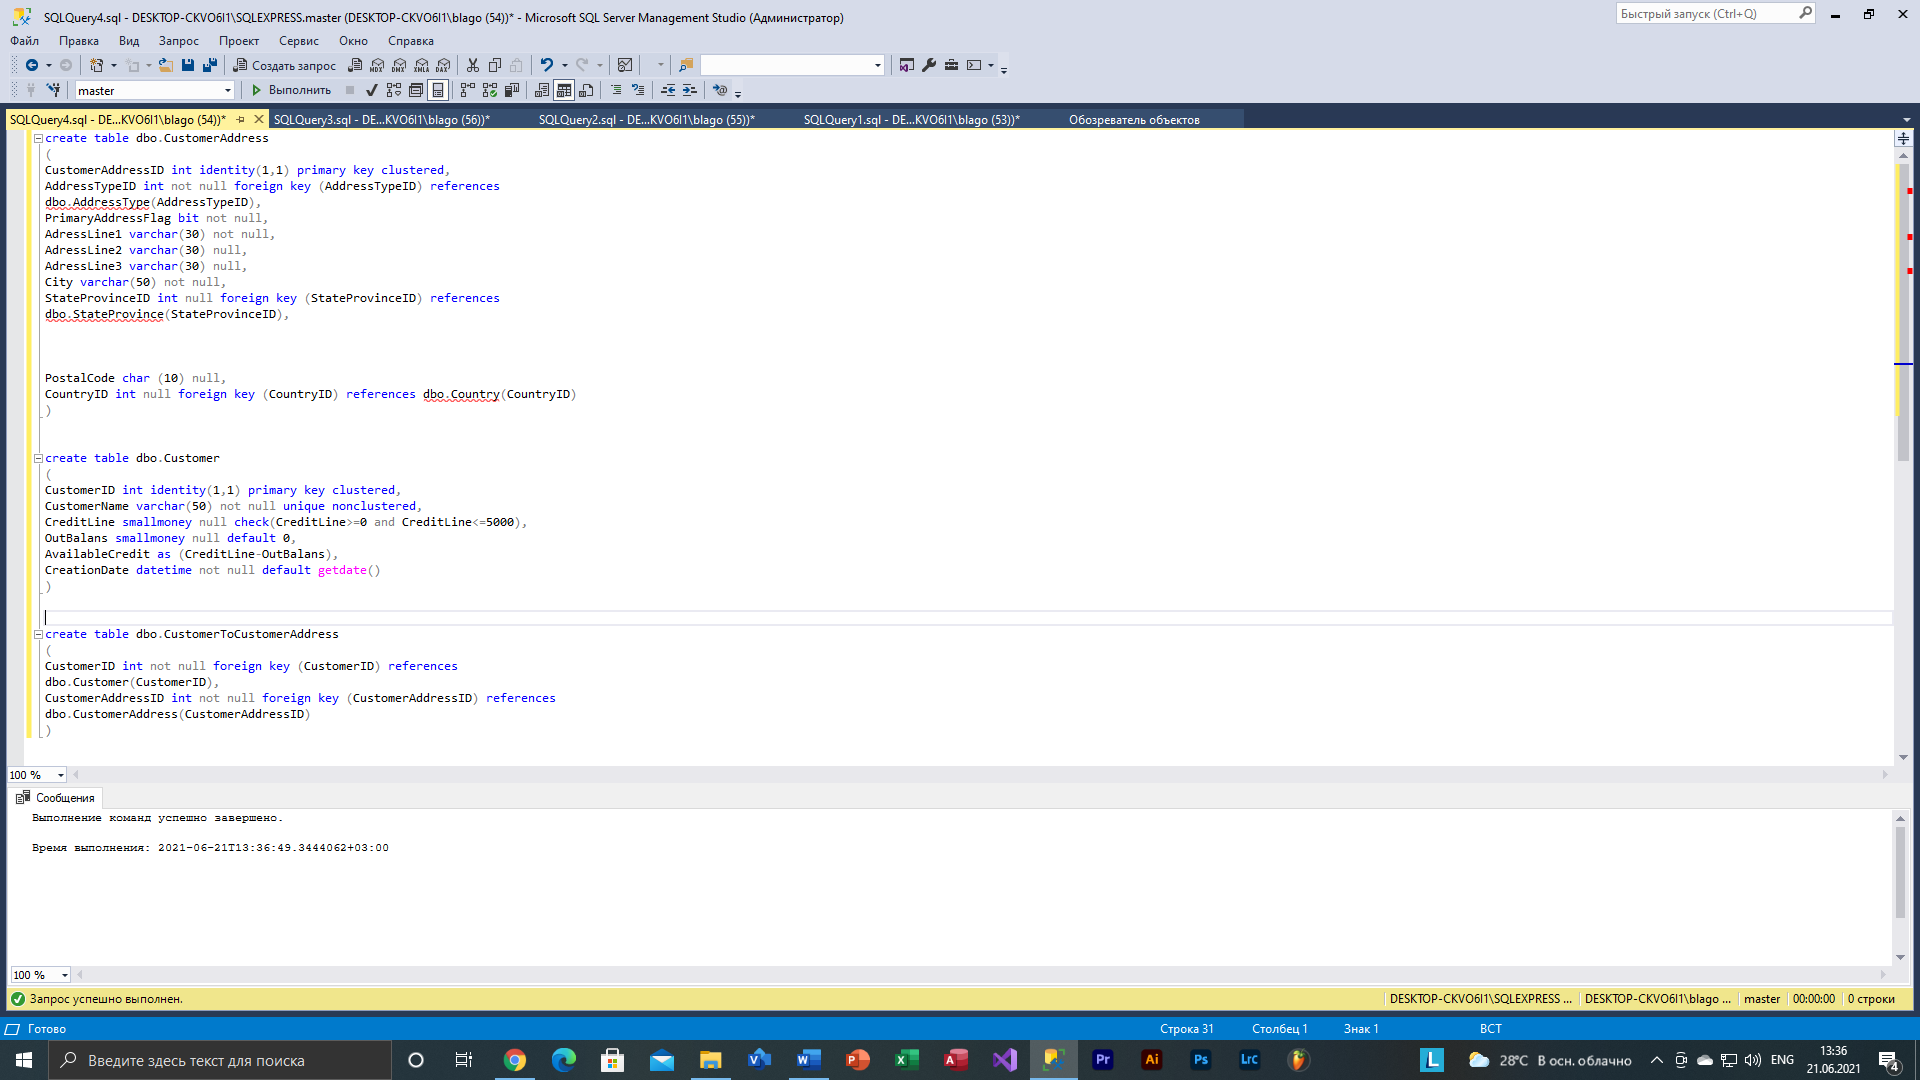 SQLQuery4.sql - DESKTOP-CKVO6I1\SQLEXPRESS.master (DESKTOP-CKVO6I1\blago (54))* - Microsoft SQL Server Management Studio (Администратор)
Быстрый запуск (Ctrl+Q)
Файл Правка Вид Запрос Проект Сервис Окно Справка
Создать запрос MDX DMX XMLA DAX
master Выполнить
SQLQuery4.sql - DE...KVO6I1\blago (54))* SQLQuery3.sql - DE...KVO6I1\blago (56))* SQLQuery2.sql - DE...KVO6I1\blago (55))* SQLQuery1.sql - DE...KVO6I1\blago (53))* Обозреватель объектов
create table dbo.CustomerAddress
(
CustomerAddressID int identity(1,1) primary key clustered,
AddressTypeID int not null foreign key (AddressTypeID) references
dbo.AddressType(AddressTypeID),
PrimaryAddressFlag bit not null,
AdressLine1 varchar(30) not null,
AdressLine2 varchar(30) null,
AdressLine3 varchar(30) null,
City varchar(50) not null,
StateProvinceID int null foreign key (StateProvinceID) references
dbo.StateProvince(StateProvinceID),
PostalCode char (10) null,
CountryID int null foreign key (CountryID) references dbo.Country(CountryID)
)
create table dbo.Customer
(
CustomerID int identity(1,1) primary key clustered,
CustomerName varchar(50) not null unique nonclustered,
CreditLine smallmoney null check(CreditLine>=0 and CreditLine<=5000),
OutBalans smallmoney null default 0,
AvailableCredit as (CreditLine-OutBalans),
CreationDate datetime not null default getdate()
)
create table dbo.CustomerToCustomerAddress
(
CustomerID int not null foreign key (CustomerID) references
dbo.Customer(CustomerID),
CustomerAddressID int not null foreign key (CustomerAddressID) references
dbo.CustomerAddress(CustomerAddressID)
)
100 %
Сообщения
Выполнение команд успешно завершено.
Время выполнения: 2021-06-21T13:36:49.3444062+03:00
100 %
Запрос успешно выполнен. DESKTOP-CKVO6I1\SQLEXPRESS ... DESKTOP-CKVO6I1\blago ... master 00:00:00 0 строки
Готово Строка 31 Столбец 1 Знак 1 ВСТ
Введите здесь текст для поиска Pr Ai Ps Lrc L 28°C В осн. облачно ENG 13:36
21.06.2021 4